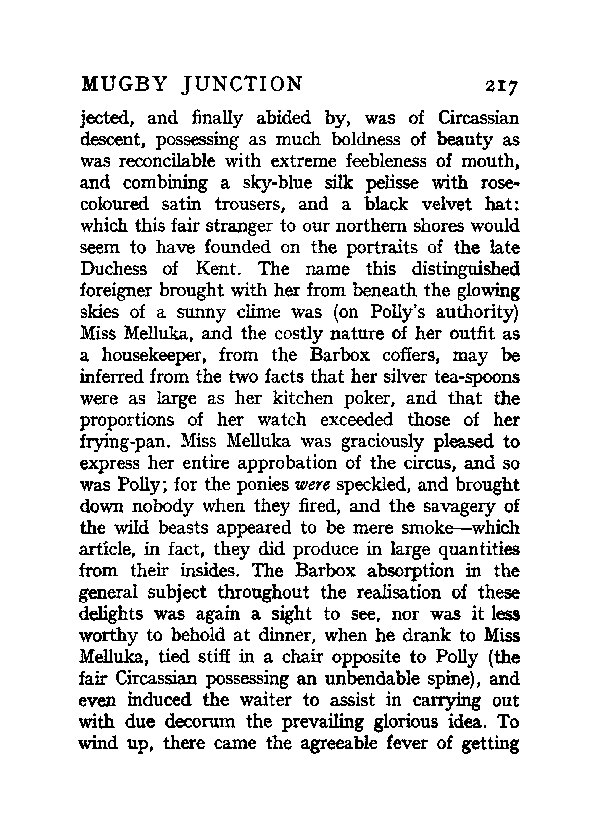 MUGBY JUNCTION 217
jected, and finally abided by, was of Circassian
descent, possessing as much boldness of beauty as
was reconcilable with extreme feebleness of mouth,
and combining a sky-blue silk pelisse with rose-
coloured satin trousers, and a black velvet hat:
which this fair stranger to our northern shores would
seem to have founded on the portraits of the late
Duchess of Kent. The name this distinguished
foreigner brought with her from beneath the glowing
skies of a sunny clime was (on Polly's authority)
Miss Melluka, and the costly nature of her outfit as
a housekeeper, from the Barbox coffers, may be
inferred from the two facts that her silver tea-spoons
were as large as her kitchen poker, and that the
proportions of her watch exceeded those of her
frying-pan. Miss Melluka was graciously pleased to
express her entire approbation of the circus, and so
was Polly; for the ponies were speckled, and brought
down nobody when they fired, and the savagery of
the wild beasts appeared to be mere smoke—which
article, in fact, they did produce in large quantities
from their insides. The Barbox absorption in the
general subject throughout the realisation of these
delights was again a sight to see, nor was it less
worthy to behold at dinner, when he drank to Miss
Melluka, tied stiff in a chair opposite to Polly (the
fair Circassian possessing an unbendable spine), and
even induced the waiter to assist in carrying out
with due decorum the prevailing glorious idea. To
wind up, there came the agreeable fever of getting